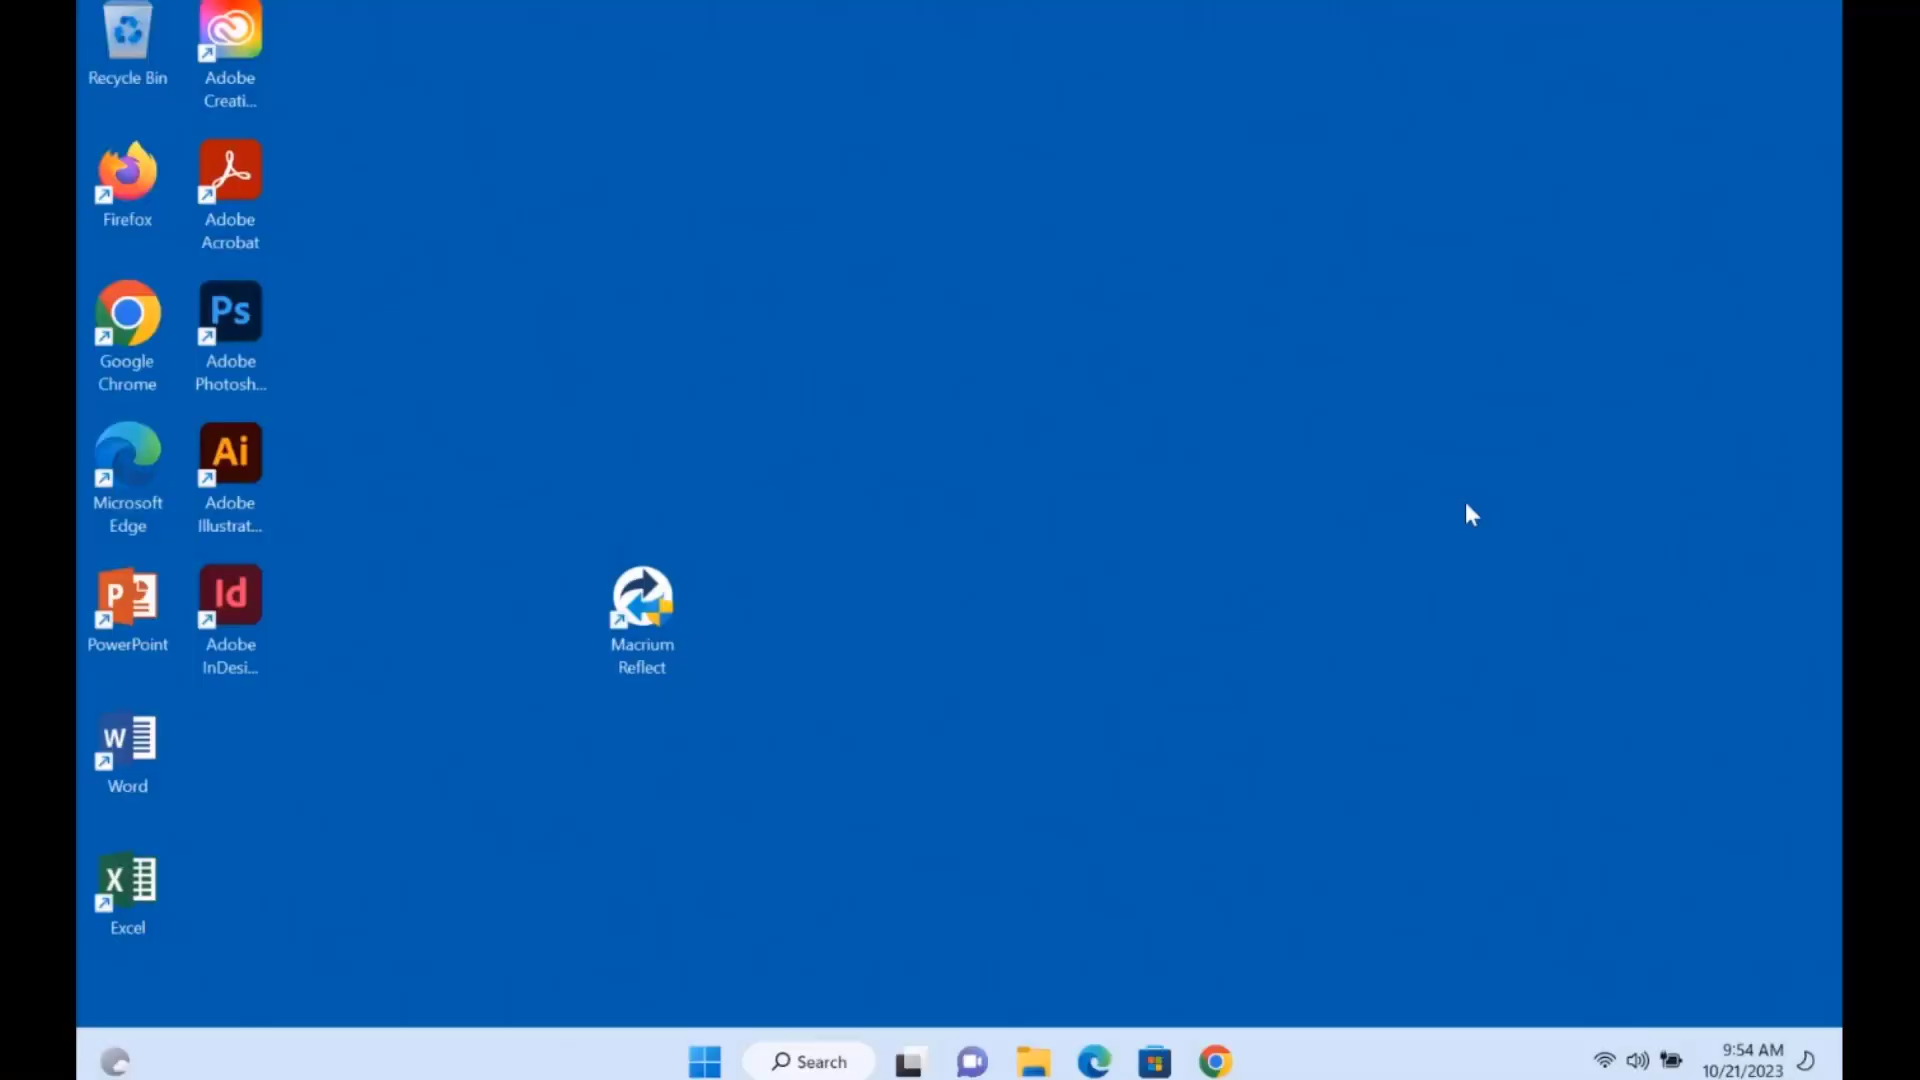 Recycle Bin
Adobe
Creati...
Firefox
Adobe
Acrobat
Google
Chrome
Ps
Adobe
Photosh...
Microsoft
Edge
Ai
Adobe
Illustrat...
P
PowerPoint
Id
Adobe
InDesi...
Macrium
Reflect
W
Word
X
Excel
Search
9:54 AM
10/21/2023